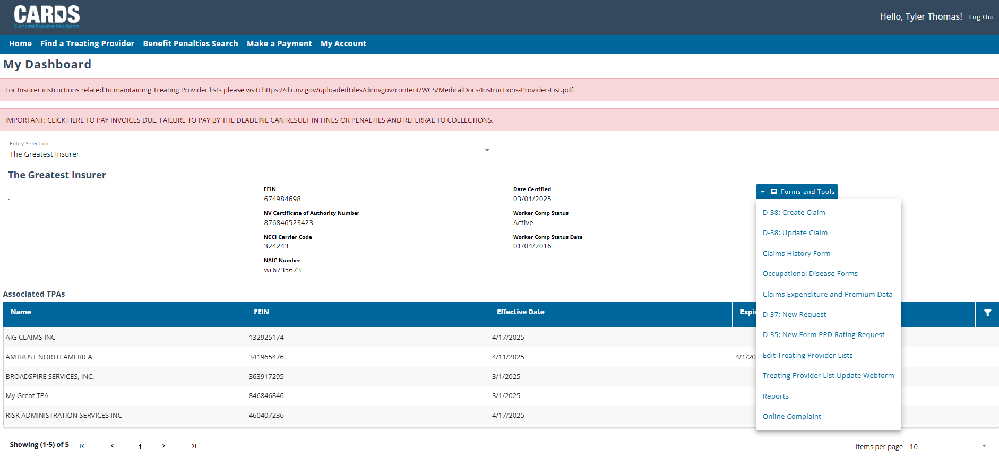 CARDS
Claims and Regulatory Data System
Hello, Tyler Thomas! Log Out
Home Find a Treating Provider Benefit Penalties Search Make a Payment My Account
My Dashboard
For Insurer instructions related to maintaining Treating Provider lists please visit: https://dir.nv.gov/uploadedFiles/dirnvgov/content/WCS/MedicalDocs/Instructions-Provider-List.pdf.
IMPORTANT: CLICK HERE TO PAY INVOICES DUE. FAILURE TO PAY BY THE DEADLINE CAN RESULT IN FINES OR PENALTIES AND REFERRAL TO COLLECTIONS.
Entity Selection
The Greatest Insurer
The Greatest Insurer
,
FEIN
674984698
NV Certificate of Authority Number
876846523423
NCCI Carrier Code
324243
NAIC Number
wr6735673
Date Certified
03/01/2025
Worker Comp Status
Active
Worker Comp Status Date
01/04/2016
Forms and Tools
D-38: Create Claim
D-38: Update Claim
Claims History Form
Occupational Disease Forms
Claims Expenditure and Premium Data
D-37: New Request
D-35: New Form PPD Rating Request
Edit Treating Provider Lists
Treating Provider List Update Webform
Reports
Online Complaint
Associated TPAs
Name FEIN Effective Date
AIG CLAIMS INC 132925174 4/17/2025
AMTRUST NORTH AMERICA 341965476 4/11/2025
BROADSPIRE SERVICES, INC. 363917295 3/1/2025
My Great TPA 846846846 3/1/2025
RISK ADMINISTRATION SERVICES INC 460407236 4/17/2025
Showing (1-5) of 5 1 Items per page 10